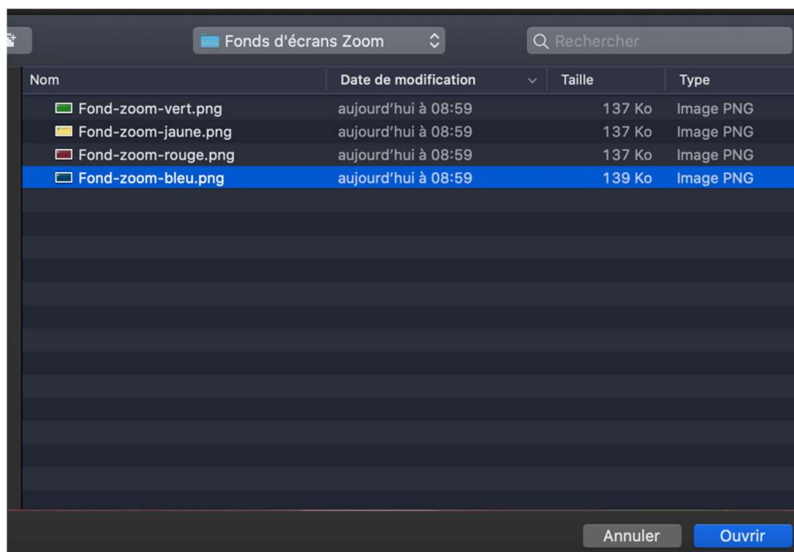 Fonds d'écrans Zoom Rechercher
Nom Date de modification Taille Type
Fond-zoom-vert.png aujourd'hui à 08:59 137 Ko Image PNG
Fond-zoom-jaune.png aujourd'hui à 08:59 137 Ko Image PNG
Fond-zoom-rouge.png aujourd'hui à 08:59 137 Ko Image PNG
Fond-zoom-bleu.png aujourd'hui à 08:59 139 Ko Image PNG
Annuler Ouvrir